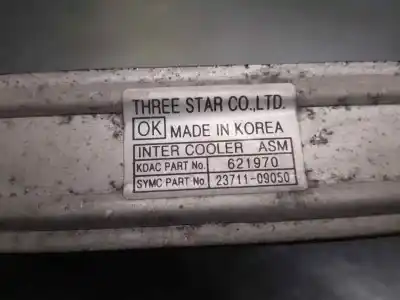 THREE STAR CO.,LTD.
OK MADE IN KOREA
INTER COOLER ASM
KDAC PART No. 621970
SYMC PART No. 23711-09050